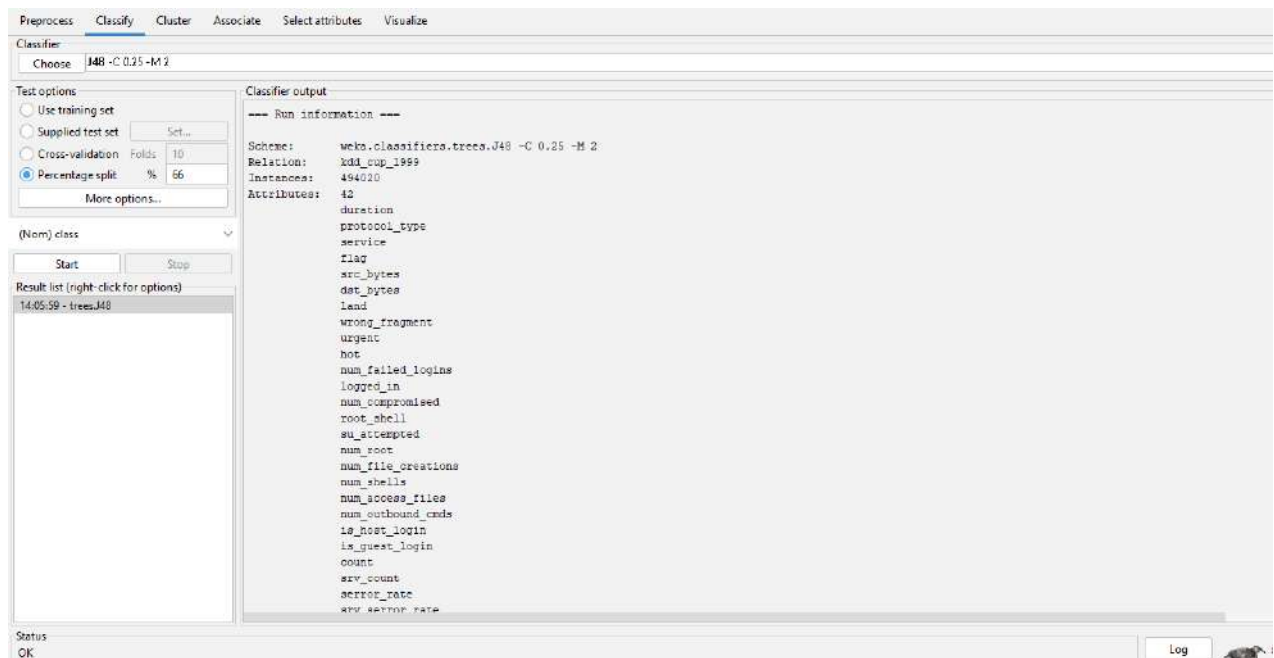 Preprocess Classify Cluster Associate Select attributes Visualize
Classifier
Choose J48 -C 0.25 -M 2
Test options
Use training set
Supplied test set Set...
Cross-validation Folds 10
Percentage split % 66
More options...
(Nom) class
Start Stop
Result list (right-click for options)
14:05:59 - trees.J48
Classifier output
=== Run information ===
Scheme: weka.classifiers.trees.J48 -C 0.25 -M 2
Relation: kdd_cup_1999
Instances: 494020
Attributes: 42
duration
protocol_type
service
flag
src_bytes
dst_bytes
land
wrong_fragment
urgent
hot
num_failed_logins
logged_in
num_compromised
root_shell
su_attempted
num_root
num_file_creations
num_shells
num_access_files
num_outbound_cmds
is_host_login
is_guest_login
count
srv_count
serror_rate
srv_serror_rate
Status
OK
Log